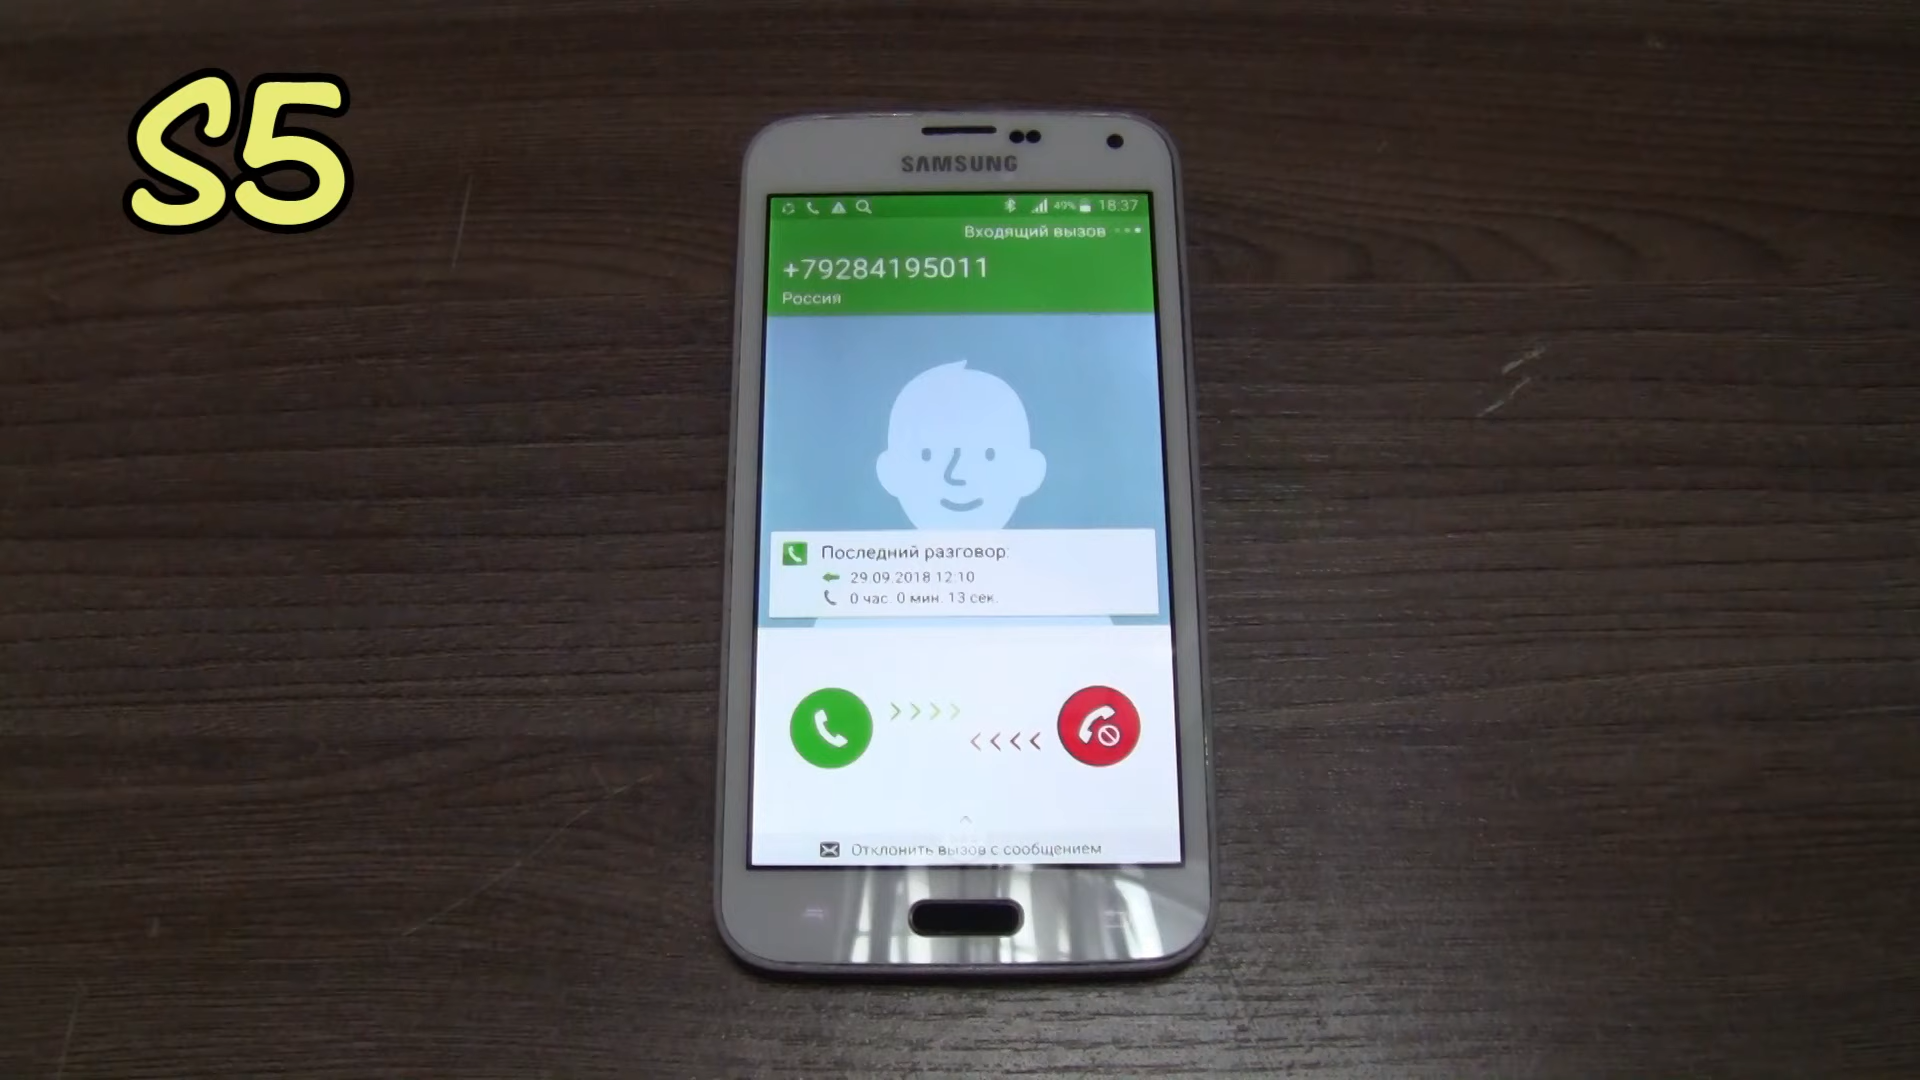 S5
SAMSUNG
49% 18:37
Входящий вызов
+79284195011
Россия
Последний разговор:
29.09.2018 12:10
0 час. 0 мин. 13 сек.
Отклонить вызов с сообщением